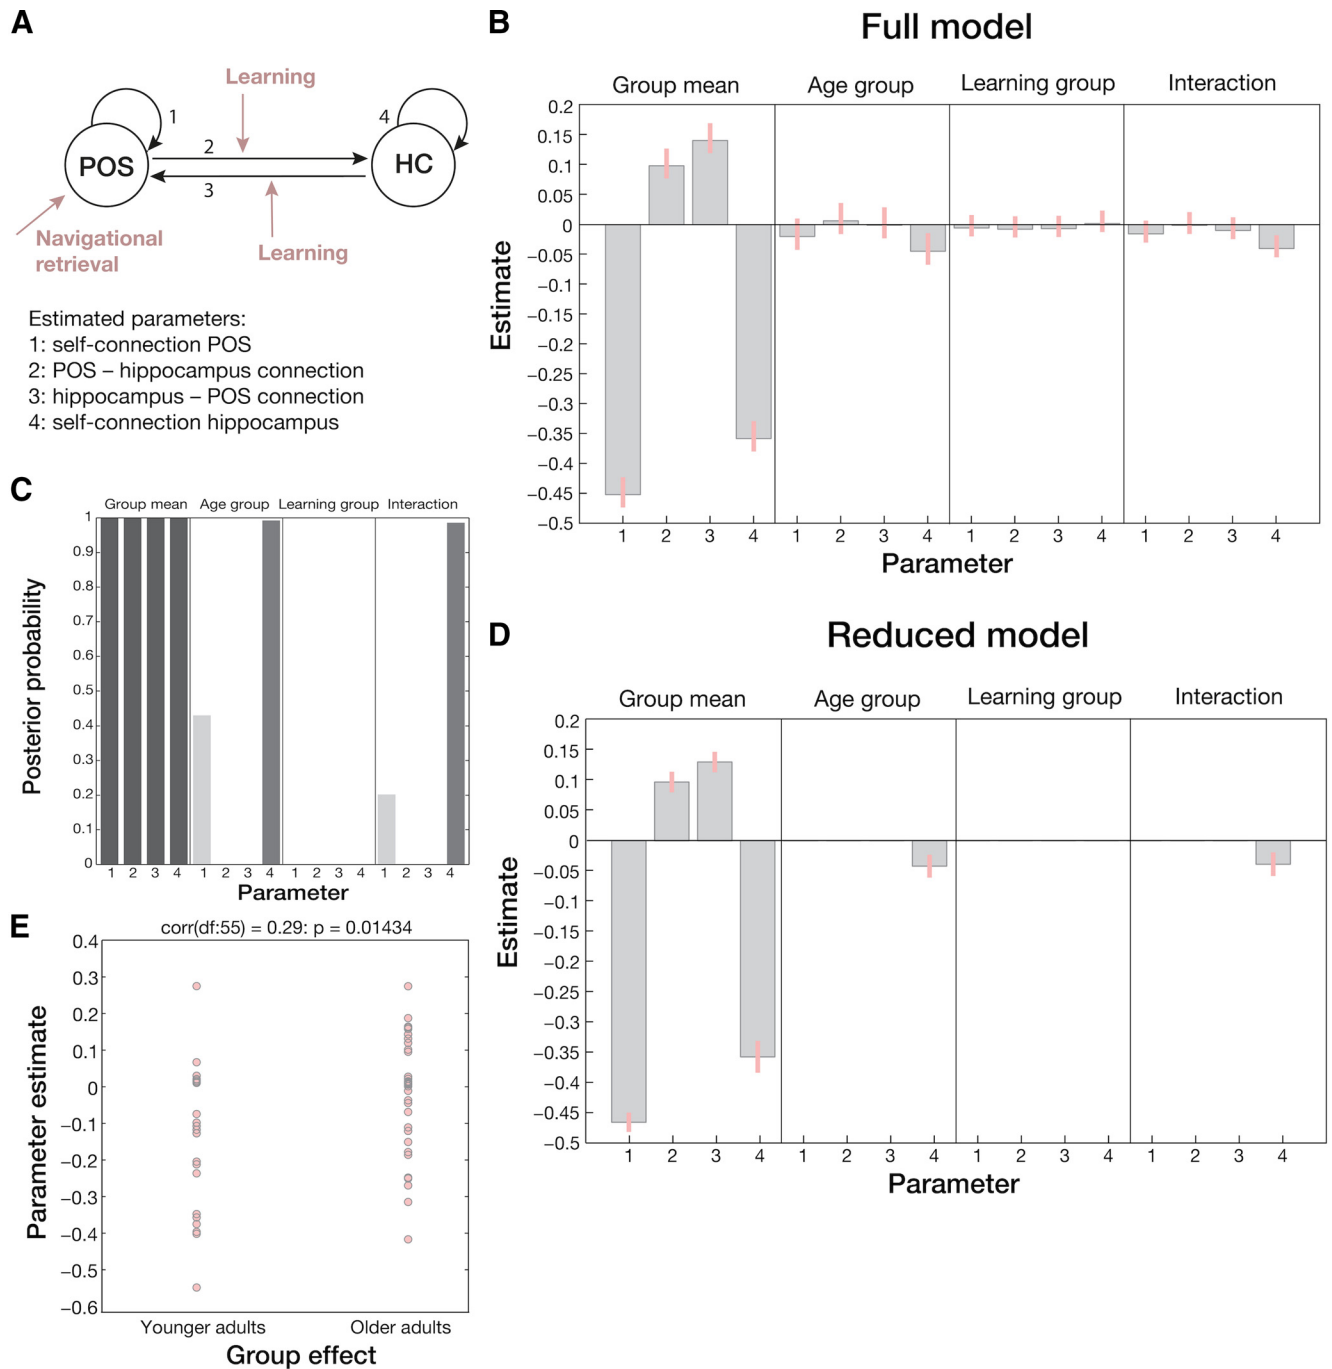 A
Learning
1
4
POS
2
HC
3
Navigational
retrieval
Learning
Estimated parameters:
1: self-connection POS
2: POS – hippocampus connection
3: hippocampus – POS connection
4: self-connection hippocampus
B
Full model
Group mean Age group Learning group Interaction
0.2
0.15
0.1
0.05
0
−0.05
−0.1
−0.15
−0.2
−0.25
−0.3
−0.35
−0.4
−0.45
−0.5
Estimate
1 2 3 4 1 2 3 4 1 2 3 4 1 2 3 4
Parameter
C
Group mean Age group Learning group Interaction
1
0.9
0.8
0.7
0.6
0.5
0.4
0.3
0.2
0.1
0
Posterior probability
1 2 3 4 1 2 3 4 1 2 3 4 1 2 3 4
Parameter
D
Reduced model
Group mean Age group Learning group Interaction
0.2
0.15
0.1
0.05
0
−0.05
−0.1
−0.15
−0.2
−0.25
−0.3
−0.35
−0.4
−0.45
−0.5
Estimate
1 2 3 4 1 2 3 4 1 2 3 4 1 2 3 4
Parameter
E
corr(df:55) = 0.29: p = 0.01434
0.4
0.3
0.2
0.1
0
−0.1
−0.2
−0.3
−0.4
−0.5
−0.6
Parameter estimate
Younger adults Older adults
Group effect